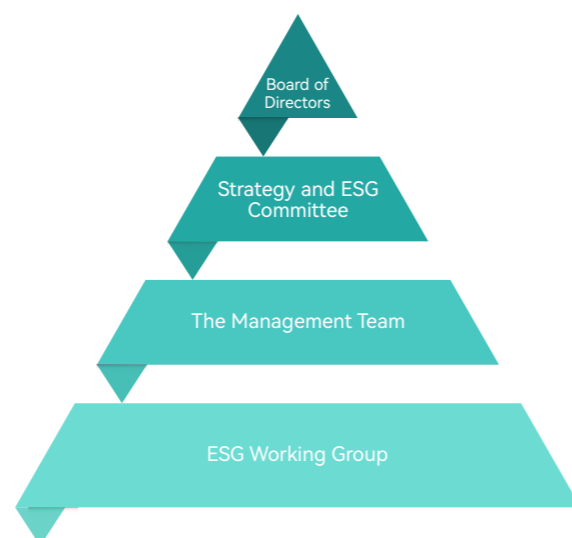 Board of
Directors
Strategy and ESG
Committee
The Management Team
ESG Working Group